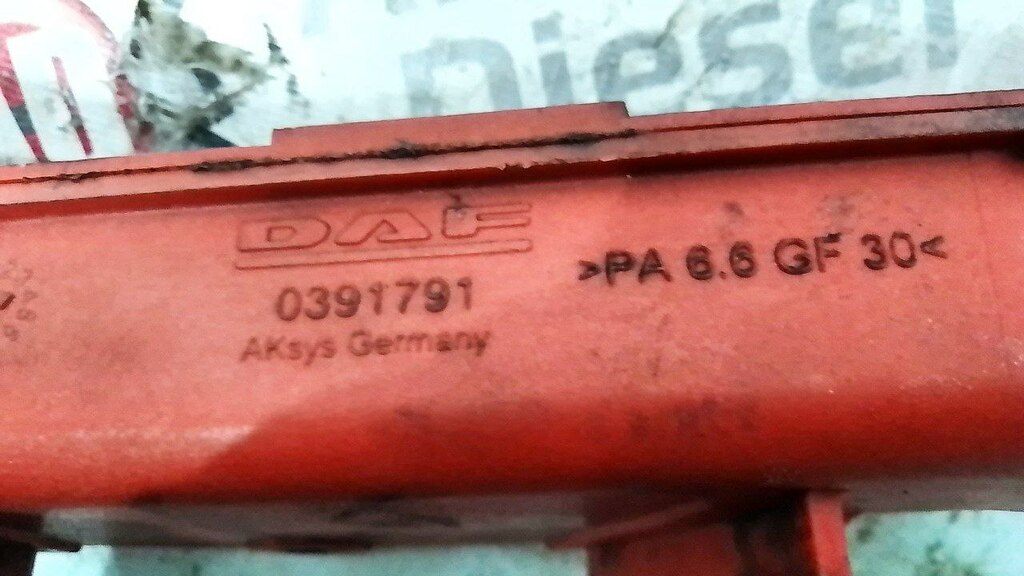 Diesel
DAF
0391791
AKsys Germany
>PA 6.6 GF 30<